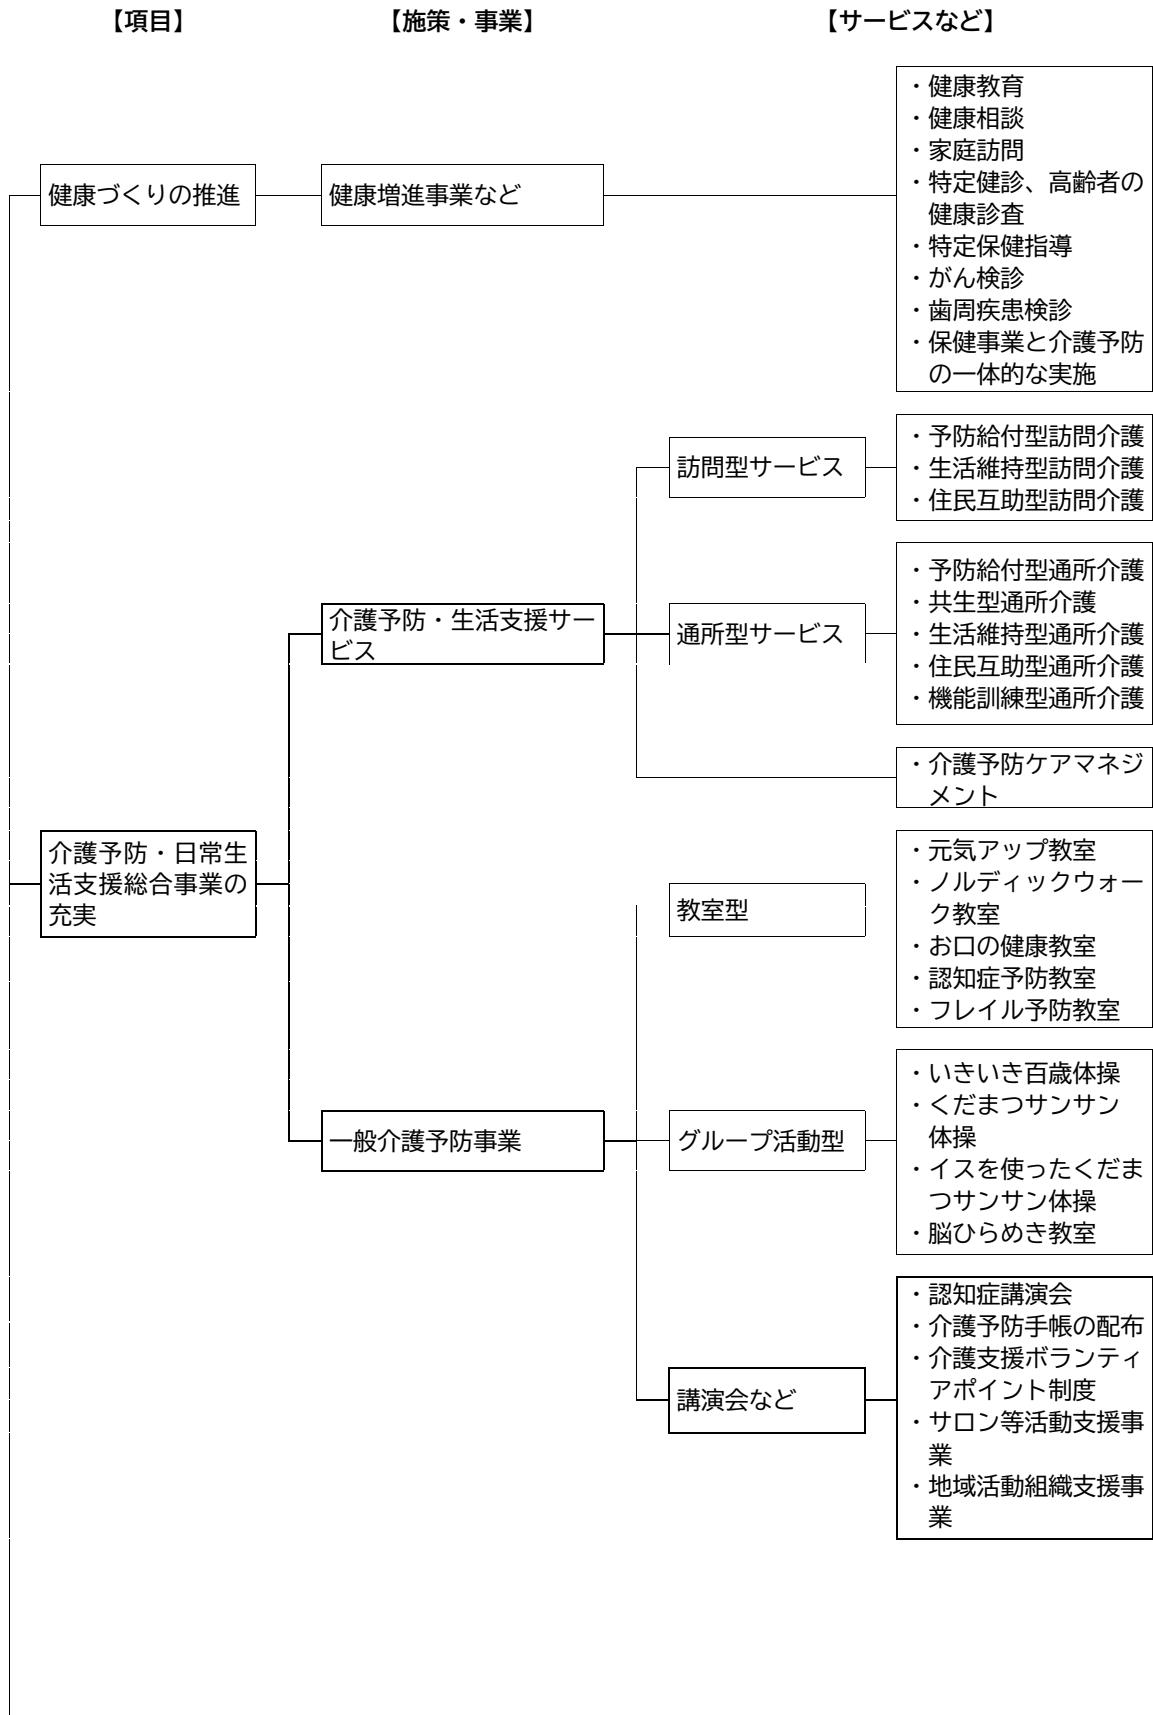 【項目】
【施策・事業】
【サービスなど】
健康づくりの推進
健康増進事業など
・健康教育
・健康相談
・家庭訪問
・特定健診、高齢者の
健康診査
・特定保健指導
・がん検診
・歯周疾患検診
・保健事業と介護予防
の一体的な実施
介護予防・日常生
活支援総合事業の
充実
介護予防・生活支援サー
ビス
訪問型サービス
・予防給付型訪問介護
・生活維持型訪問介護
・住民互助型訪問介護
通所型サービス
・予防給付型通所介護
・共生型通所介護
・生活維持型通所介護
・住民互助型通所介護
・機能訓練型通所介護
・介護予防ケアマネジ
メント
一般介護予防事業
教室型
・元気アップ教室
・ノルディックウォー
ク教室
・お口の健康教室
・認知症予防教室
・フレイル予防教室
グループ活動型
・いきいき百歳体操
・くだまつサンサン
体操
・イスを使ったくだま
つサンサン体操
・脳ひらめき教室
講演会など
・認知症講演会
・介護予防手帳の配布
・介護支援ボランティ
アポイント制度
・サロン等活動支援事
業
・地域活動組織支援事
業